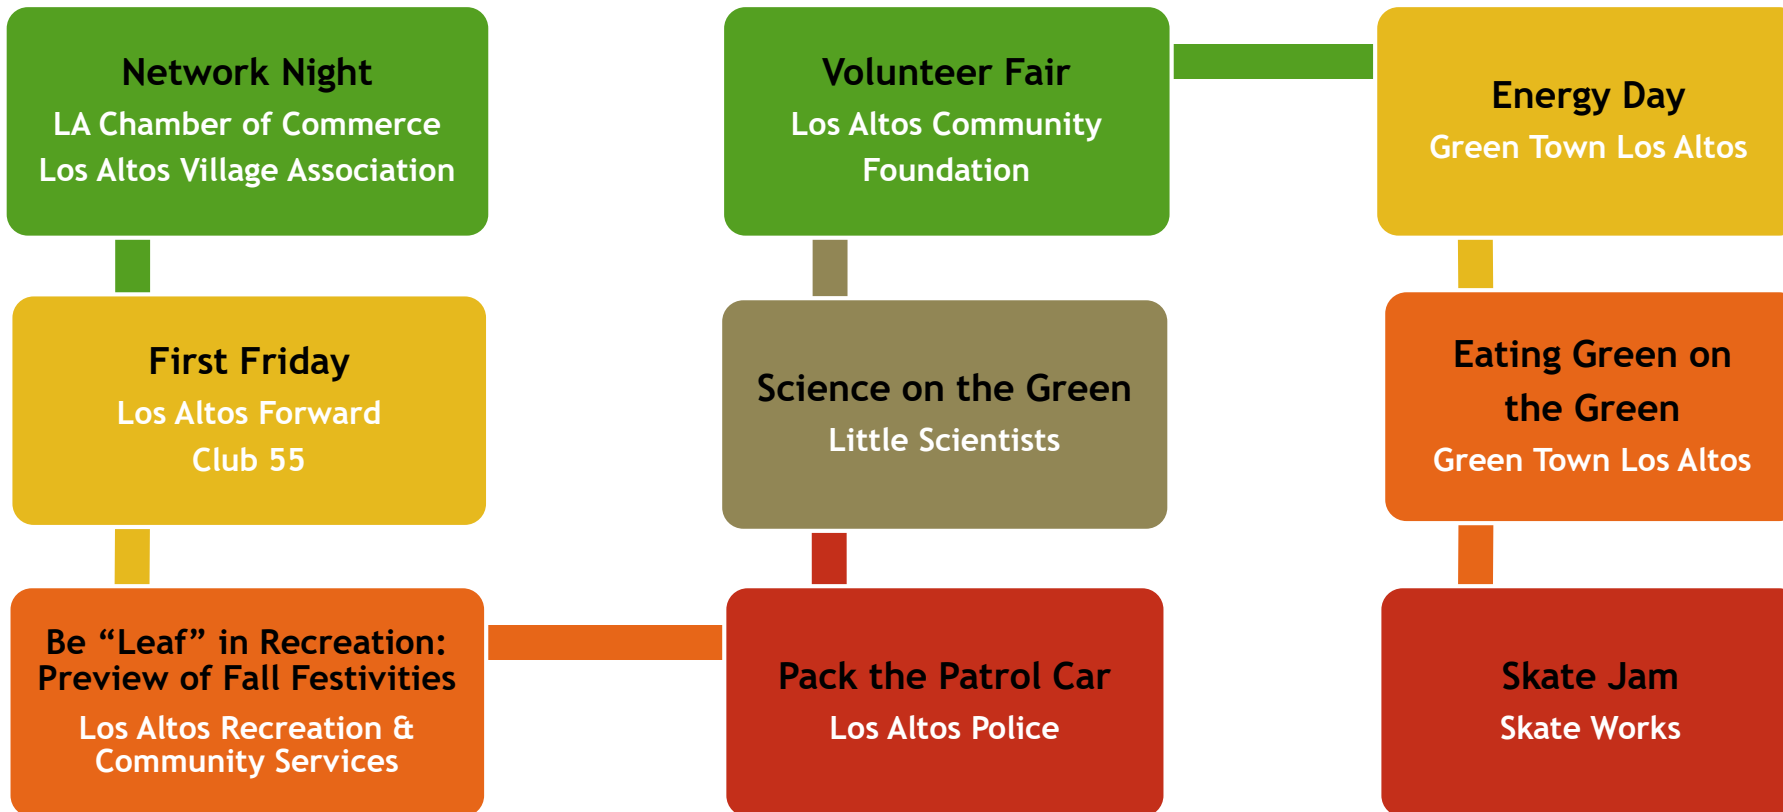 Network Night
LA Chamber of Commerce
Los Altos Village Association
First Friday
Los Altos Forward
Club 55
Be “Leaf” in Recreation:
Preview of Fall Festivities
Los Altos Recreation &
Community Services
Pack the Patrol Car
Los Altos Police
Science on the Green
Little Scientists
Volunteer Fair
Los Altos Community
Foundation
Energy Day
Green Town Los Altos
Eating Green on
the Green
Green Town Los Altos
Skate Jam
Skate Works